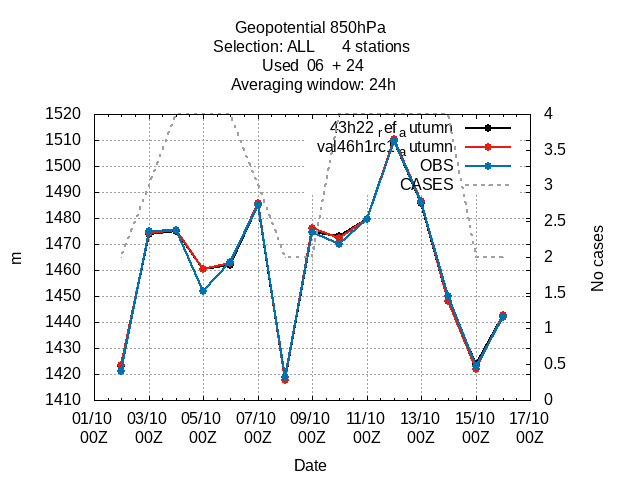 Geopotential 850hPa
Selection: ALL 4 stations
Used 06 + 24
Averaging window: 24h
1520
1510
1500
1490
1480
1470
1460
1450
1440
1430
1420
1410
m
4
3.5
3
2.5
2
1.5
1
0.5
0
No cases
43h22ref_autumn
val46h1rc1_autumn
OBS
CASES
01/10 03/10 05/10 07/10 09/10 11/10 13/10 15/10 17/10
00Z 00Z 00Z 00Z 00Z 00Z 00Z 00Z 00Z
Date